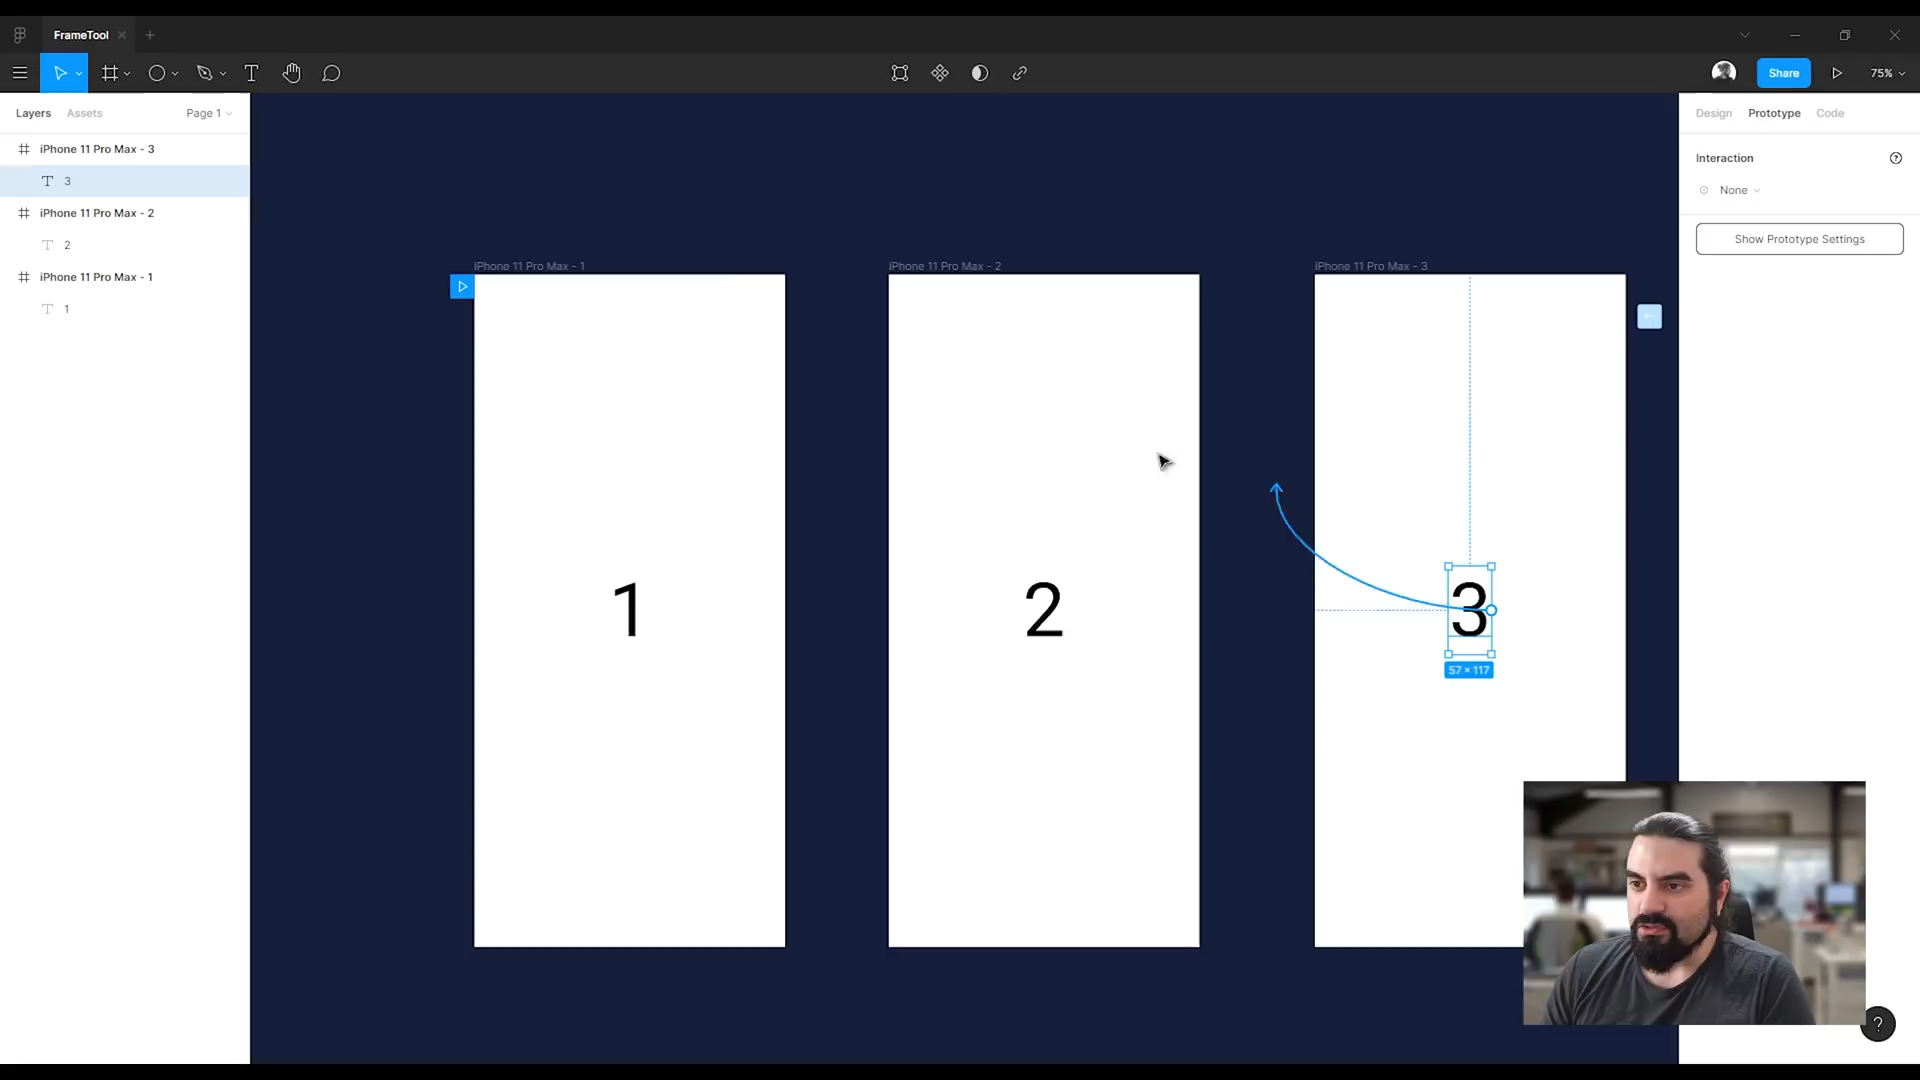 FrameTool
Share
75%
Layers
Assets
Page 1
iPhone 11 Pro Max - 3
3
iPhone 11 Pro Max - 2
2
iPhone 11 Pro Max - 1
1
Design
Prototype
Code
Interaction
None
Show Prototype Settings
iPhone 11 Pro Max - 1
iPhone 11 Pro Max - 2
iPhone 11 Pro Max - 3
1
2
3
57 × 117
?